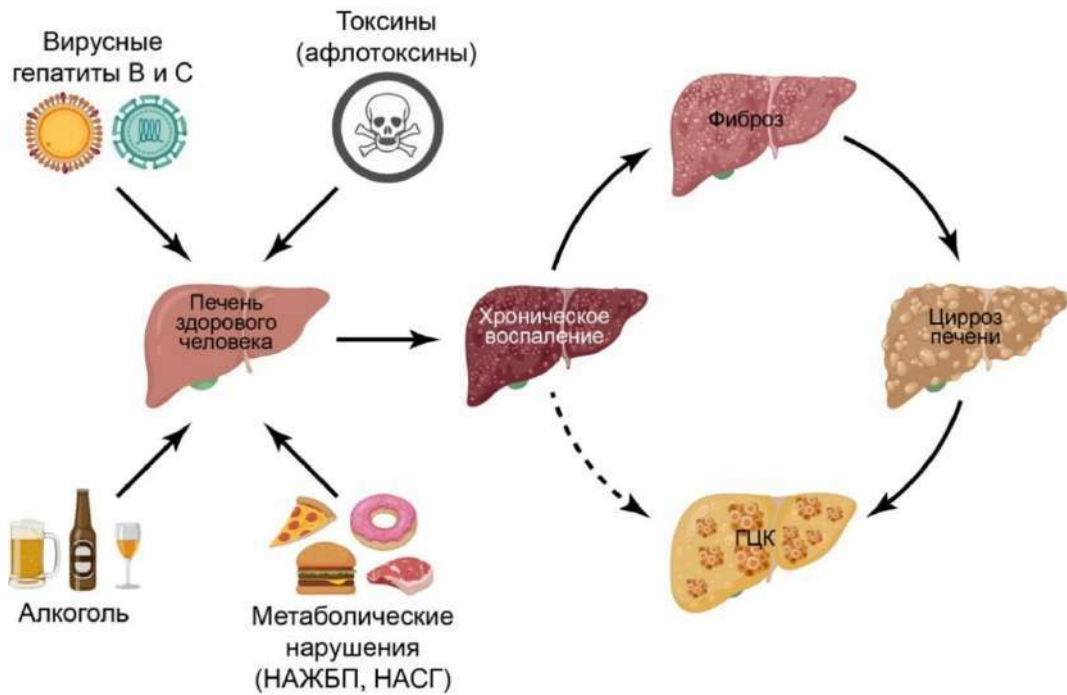 Вирусные
гепатиты В и С
Токсины
(афлотоксины)
Фиброз
Печень
здорового
человека
Хроническое
воспаление
Цирроз
печени
ГЦК
Алкоголь
Метаболические
нарушения
(НАЖБП, НАСГ)